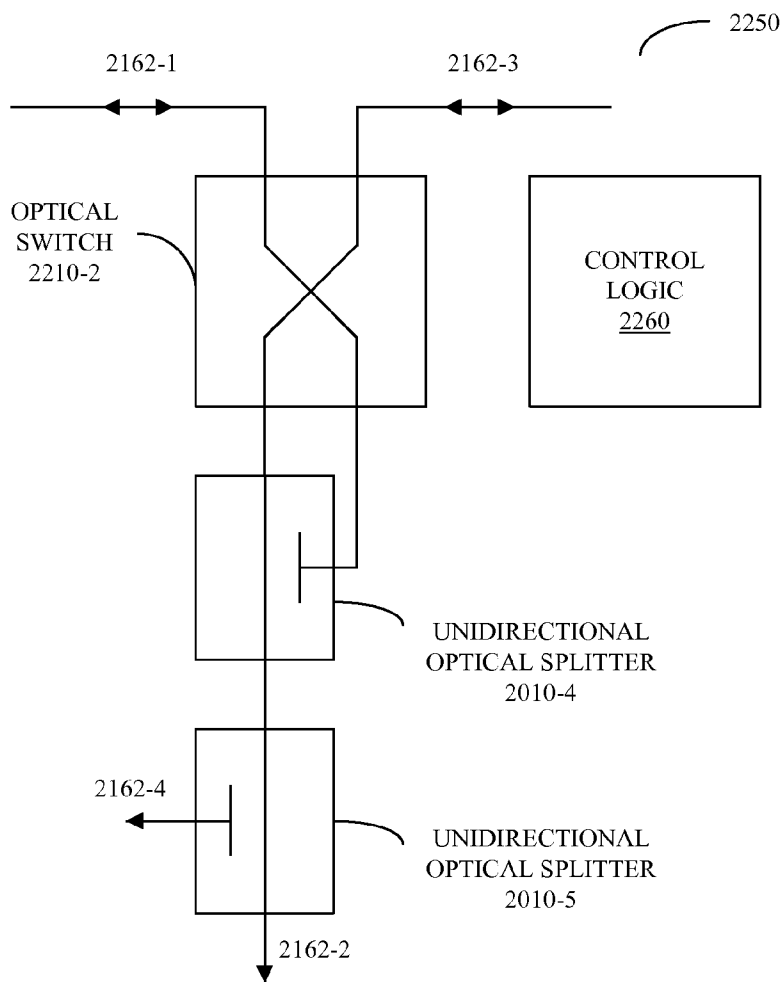 2250
2162-1
2162-3
OPTICAL
SWITCH
2210-2
CONTROL
LOGIC
2260
UNIDIRECTIONAL
OPTICAL SPLITTER
2010-4
2162-4
UNIDIRECTIONAL
OPTICAL SPLITTER
2010-5
2162-2